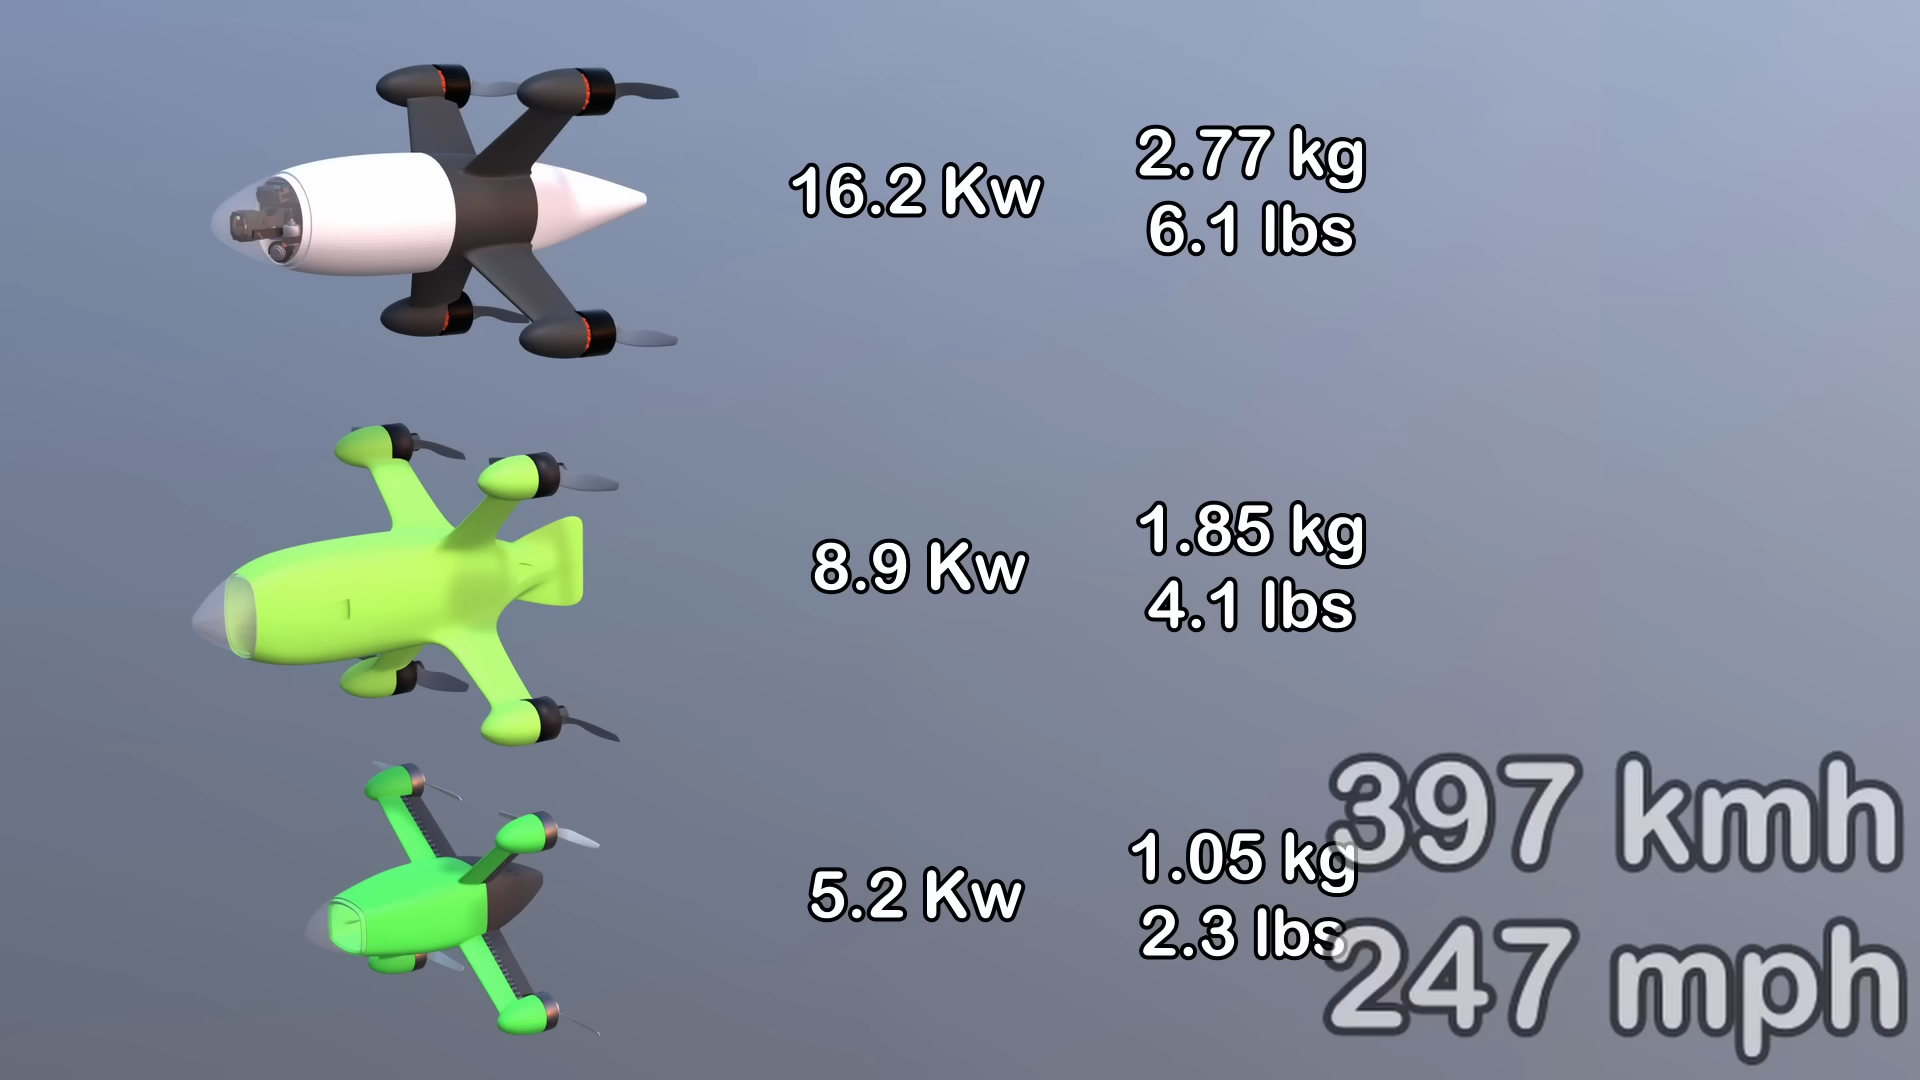 16.2 Kw
2.77 kg
6.1 lbs
8.9 Kw
1.85 kg
4.1 lbs
5.2 Kw
1.05 kg
2.3 lbs
397 kmh
247 mph